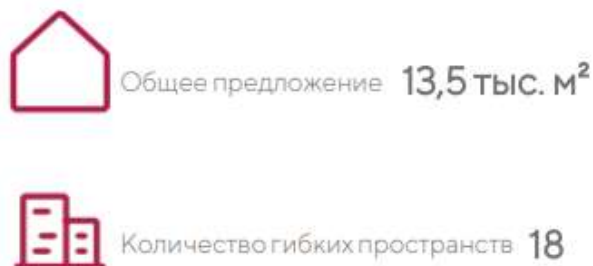 Общее предложение 13,5 тыс. м²
Количество гибких пространств 18